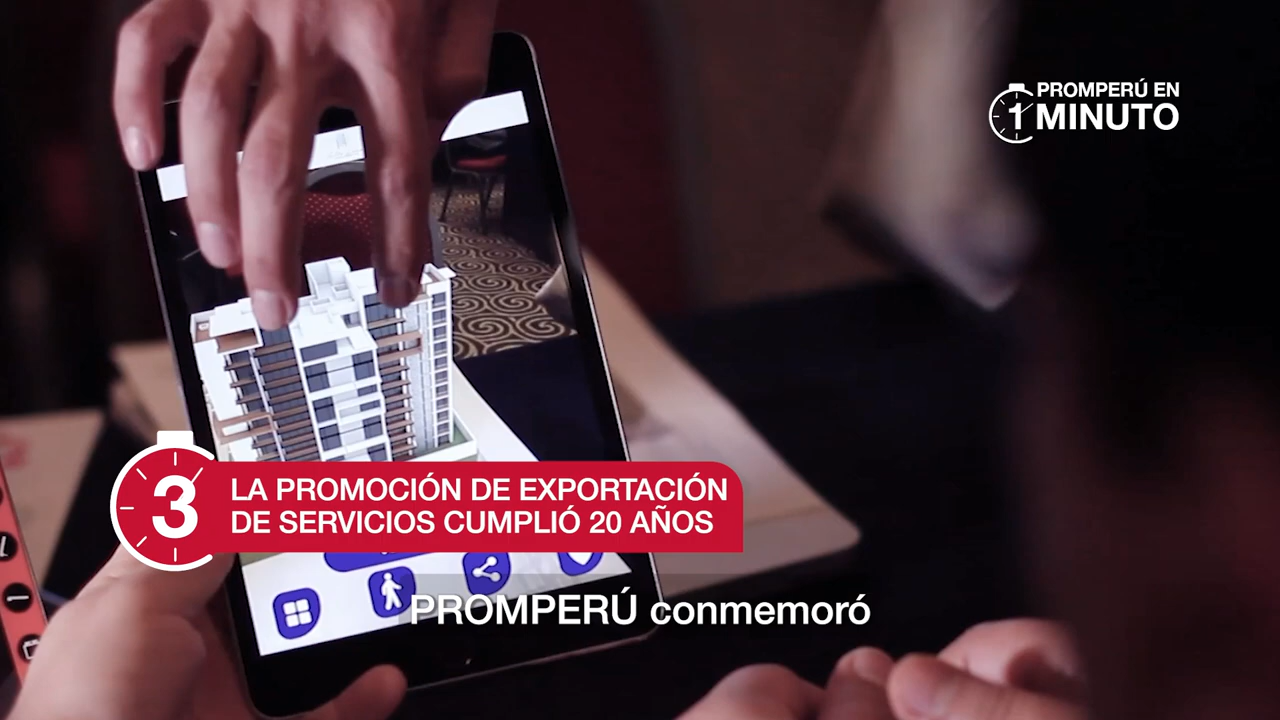 PROMPERÚ EN
1 MINUTO
3
LA PROMOCIÓN DE EXPORTACIÓN
DE SERVICIOS CUMPLIÓ 20 AÑOS
PROMPERÚ conmemoró